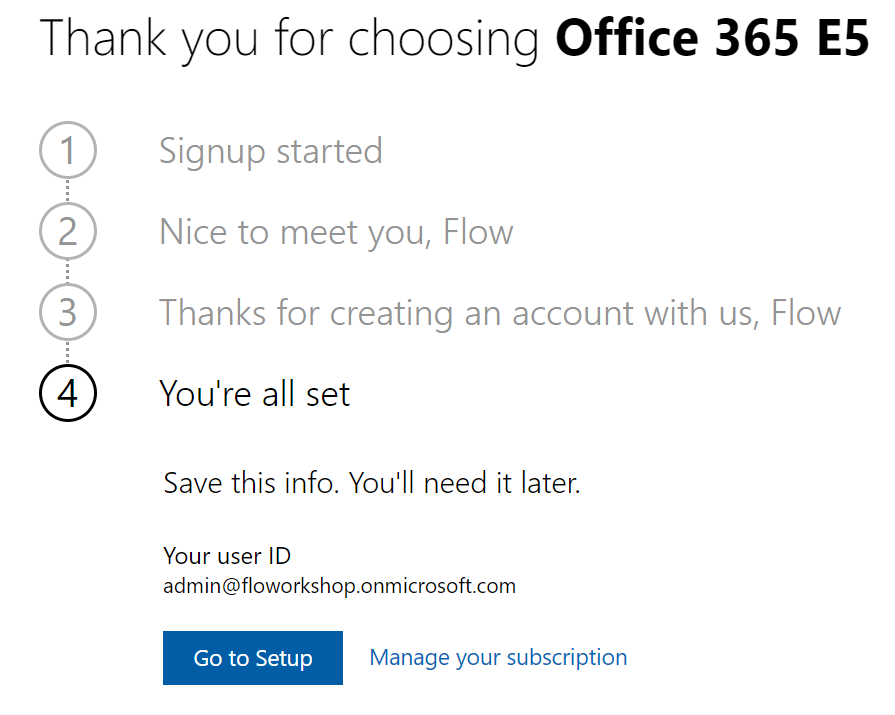 Thank you for choosing Office 365 E5
1 Signup started
2 Nice to meet you, Flow
3 Thanks for creating an account with us, Flow
4 You're all set
Save this info. You'll need it later.
Your user ID
admin@floworkshop.onmicrosoft.com
Go to Setup Manage your subscription